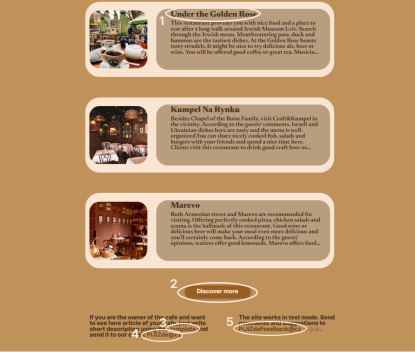 Under the Golden Rose
1
This restaurant provides you with nice food and a place to
rest after a long walk around Jewish Museum Lviv. Search
through the Jewish menu. Mouthwatering pate, duck and
hummus are the tastiest dishes. At the Golden Rose boasts
tasty strudels. It might be nice to try delicious ale, beer or
wine. You will be offered good coffee or great tea. Musicia...
Kumpel Na Rynku
Besides Chapel of the Boim Family, visit Craft&Kumpel in
the vicinity. According to the guests' comments, Israeli and
Ukrainian dishes here are tasty and the menu is well-
organized.You can share nicely cooked fish, salads and
burgers with your friends and spend a nice time here.
Clients visit this restaurant to drink good craft beer or...
Marevo
Both Armenian street and Marevo are recommended for
visiting. Offering perfectly cooked pizza, chicken salads and
azama is the hallmark of this restaurant. Good wine or
delicious beer will make your meal even more delicious and
you'll certainly come back. According to the guests'
opinions, waiters offer good lemonade. Marevo offers food...
2
Discover more
If you are the owner of the cafe and want
to see here article of your cafe, just write
short description using the template and
send it to our e
3
4
5
The site works in test mode. Send
and suggestions to